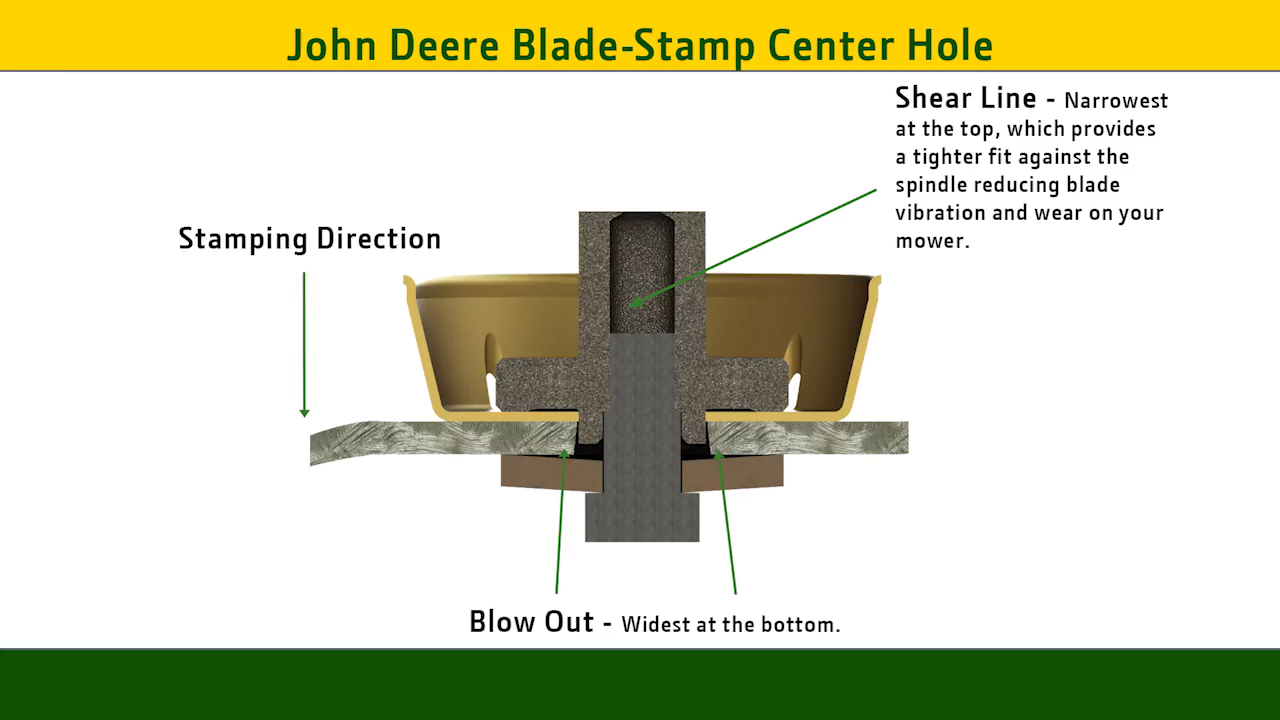 John Deere Blade-Stamp Center Hole
Shear Line - Narrowest
at the top, which provides
a tighter fit against the
spindle reducing blade
vibration and wear on your
mower.
Stamping Direction
Blow Out - Widest at the bottom.